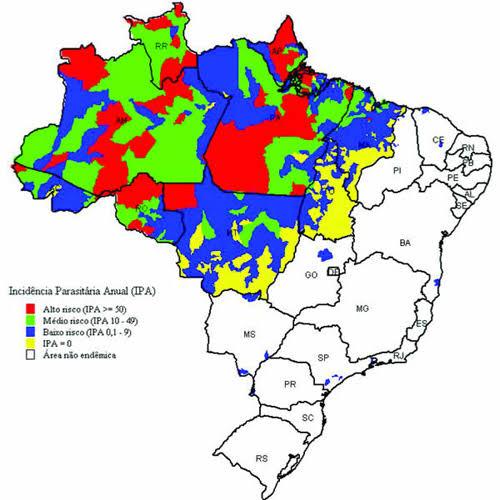 RR
AP
AM
PA
MA
CE
RN
PB
PI
PE
AL
SE
MT
BA
GO
DF
MG
MS
ES
SP
RJ
PR
SC
RS
Incidência Parasitária Anual (IPA)
Alto risco (IPA >= 50)
Médio risco (IPA 10 - 49)
Baixo risco (IPA 0,1 - 9)
IPA = 0
Área não endêmica